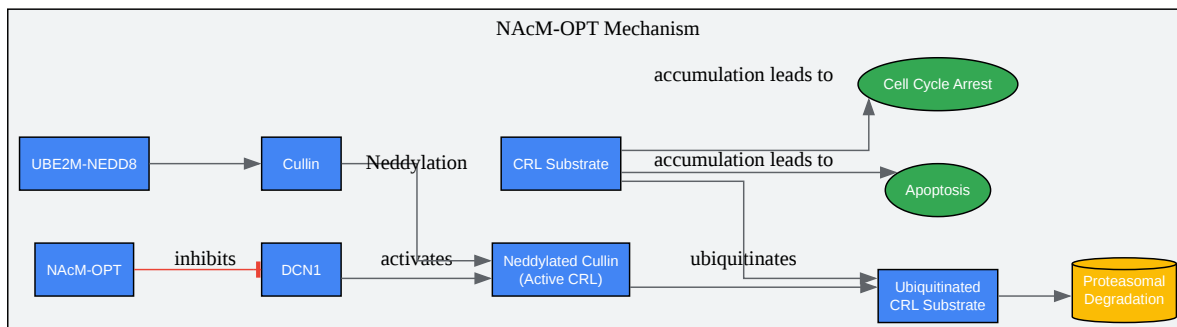 NAcM-OPT Mechanism
accumulation leads to
Cell Cycle Arrest
UBE2M-NEDD8
Cullin
Neddylation
CRL Substrate
accumulation leads to
Apoptosis
NAcM-OPT
inhibits
DCN1
activates
Neddylated Cullin
(Active CRL)
ubiquitinates
Ubiquitinated
CRL Substrate
Proteasomal
Degradation